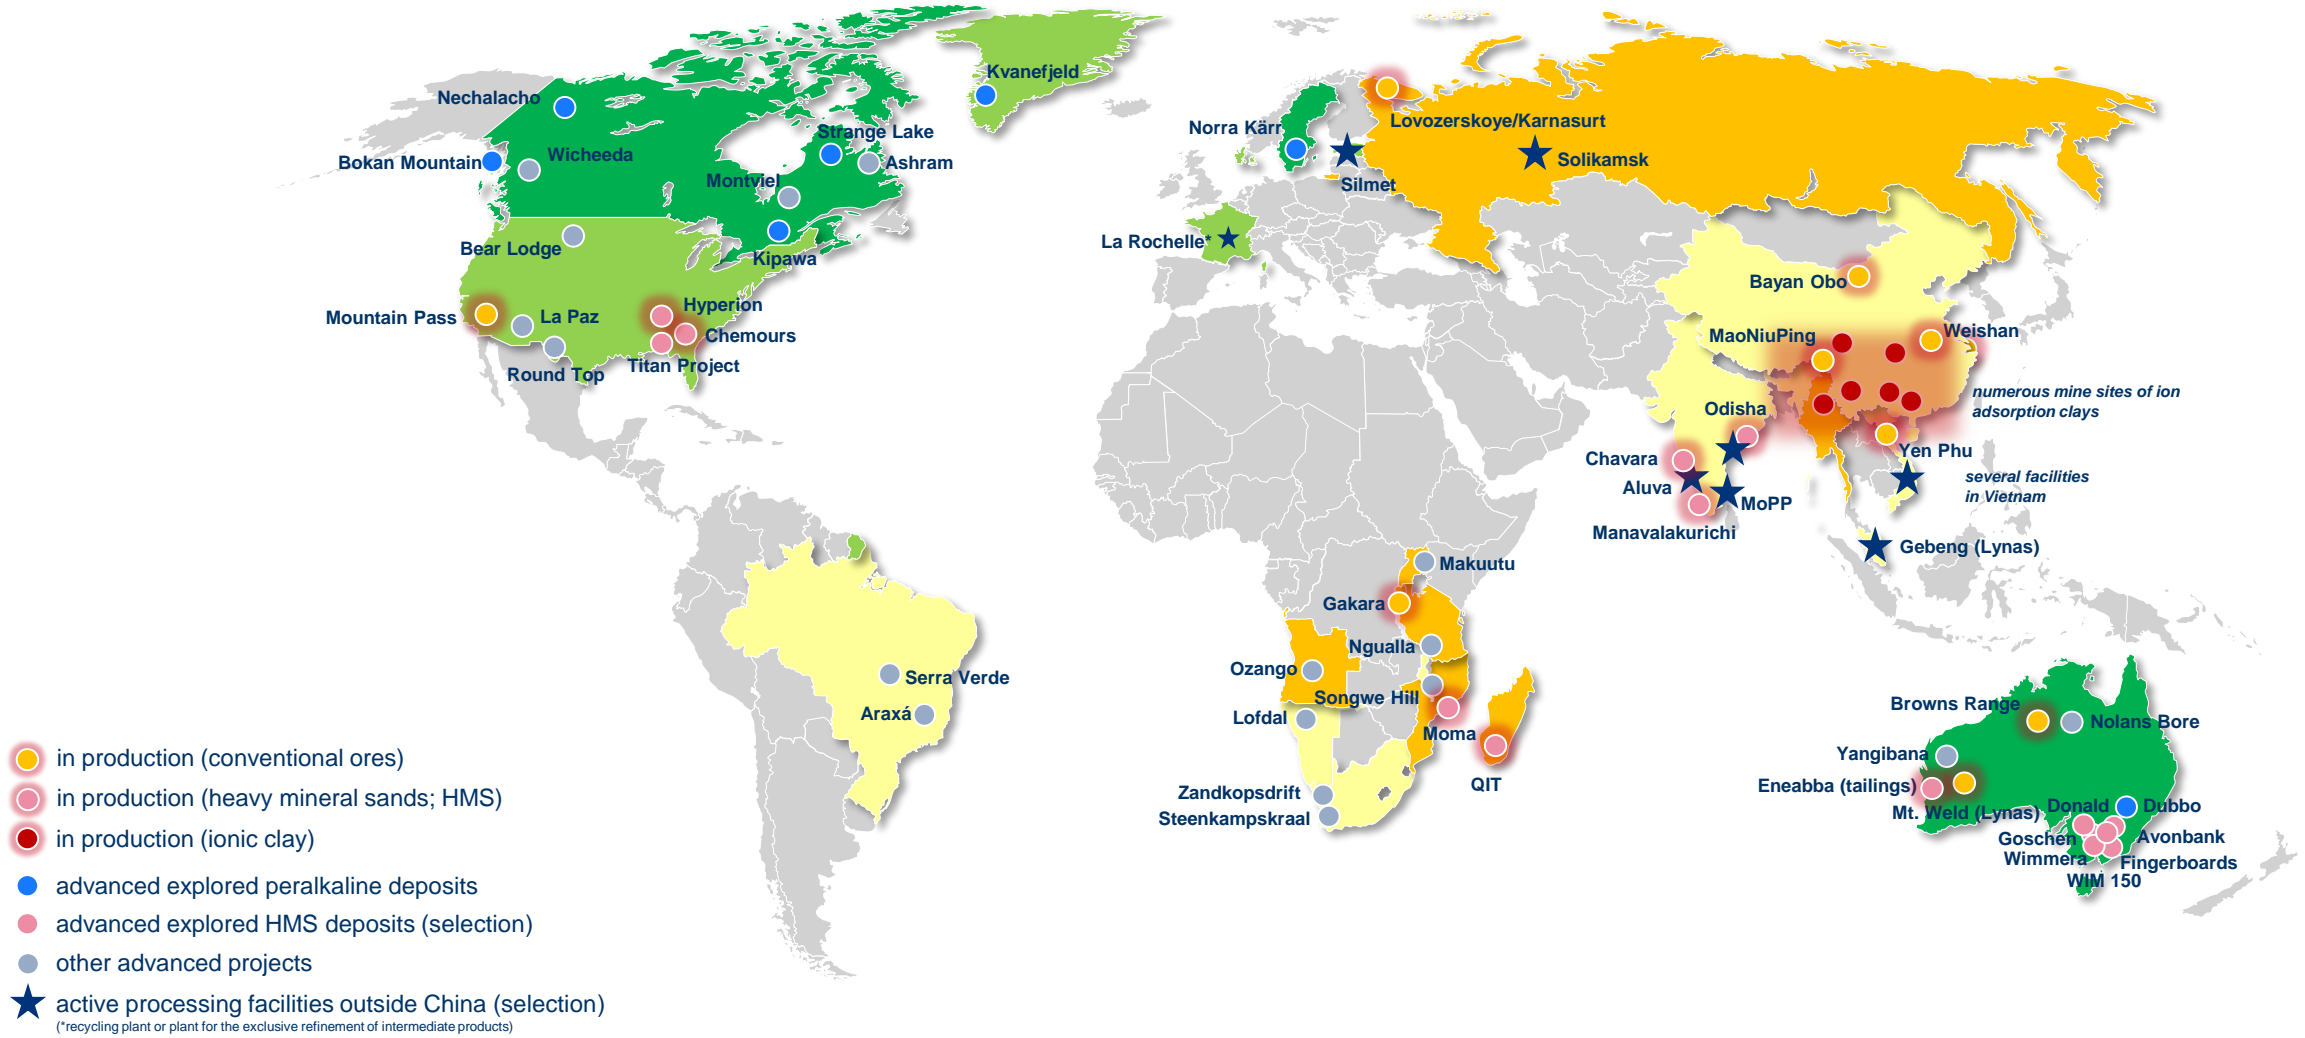 Kvanefjeld
Nechalacho
Strange Lake
Norra Kärr
Lovozerskoye/Karnasurt
Bokan Mountain
Wicheeda
Ashram
Solikamsk
Montviel
Silmet
Bear Lodge
Kipawa
La Rochelle*
Bayan Obo
Mountain Pass
La Paz
Hyperion
Chemours
MaoNiuPing
Weishan
Round Top
Titan Project
numerous mine sites of ion
adsorption clays
Odisha
Yen Phu
Chavara
several facilities
in Vietnam
Aluva
MoPP
Manavalakurichi
Gebeng (Lynas)
Makuutu
Gakara
Ngualla
Ozango
Serra Verde
Songwe Hill
Araxá
Lofdal
Moma
Browns Range
Nolans Bore
Yangibana
QIT
Eneabba (tailings)
Zandkopsdrift
Steenkampskraal
Mt. Weld (Lynas)
Donald
Dubbo
Goschen
Avonbank
Wimmera
Fingerboards
WIM 150
in production (conventional ores)
in production (heavy mineral sands; HMS)
in production (ionic clay)
advanced explored peralkaline deposits
advanced explored HMS deposits (selection)
other advanced projects
active processing facilities outside China (selection)
(*recycling plant or plant for the exclusive refinement of intermediate products)